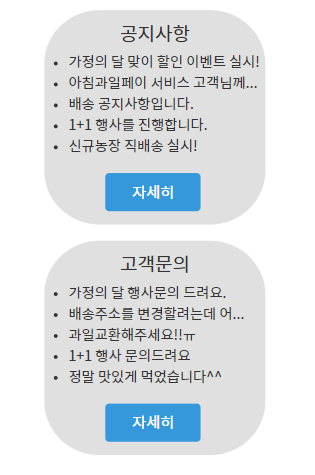 공지사항
• 가정의 달 맞이 할인 이벤트 실시!
• 아침과일페이 서비스 고객님께...
• 배송 공지사항입니다.
• 1+1 행사를 진행합니다.
• 신규농장 직배송 실시!
자세히
고객문의
• 가정의 달 행사문의 드려요.
• 배송주소를 변경할려는데 어...
• 과일교환해주세요!!ㅠ
• 1+1 행사 문의드려요
• 정말 맛있게 먹었습니다^^
자세히